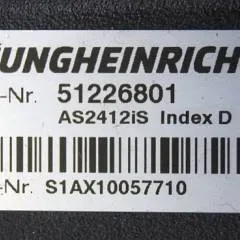 JUNGHEINRICH
-Nr. 51226801
AS2412iS Index D
-Nr. S1AX10057710